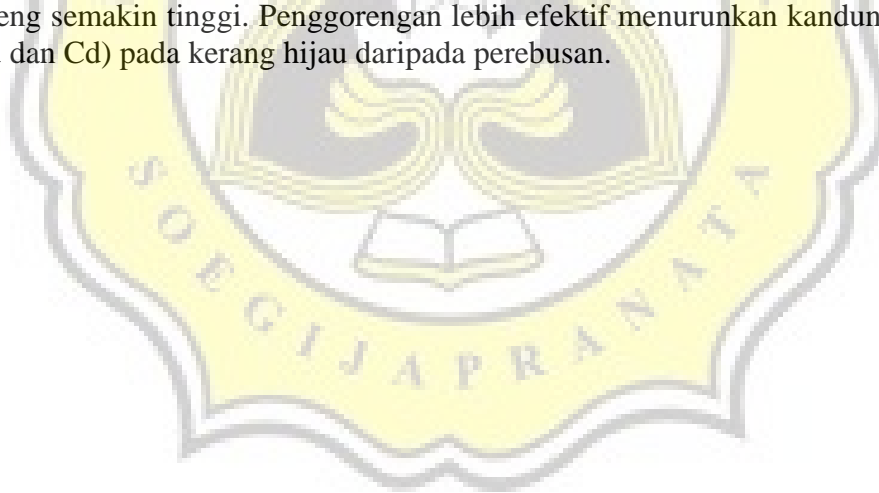 eng semakin tinggi. Penggorengan lebih efektif menurunkan kandun
dan Cd) pada kerang hijau daripada perebusan.
SOEGIJAPRANATA